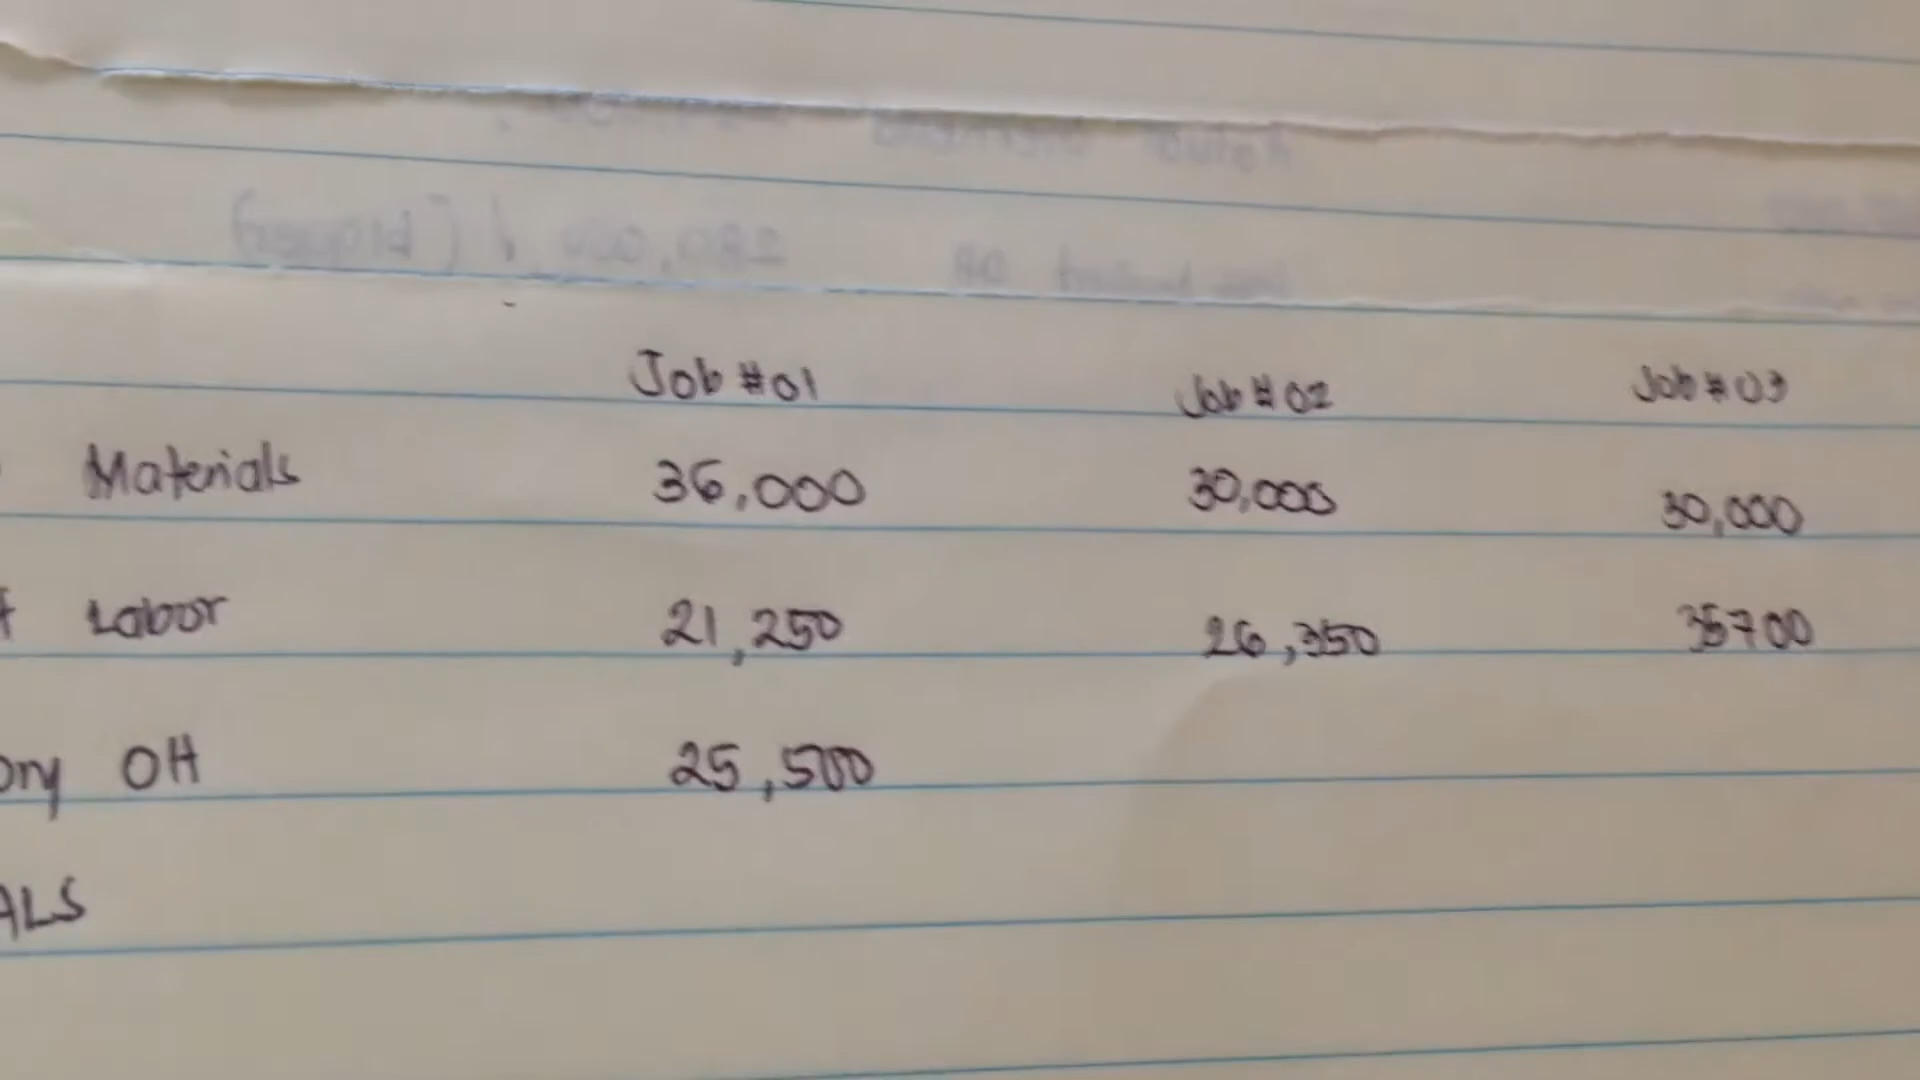 Job #01 Job #02 Job #03
Materials 36,000 30,000 30,000
Labor 21,250 26,350 35700
ory OH 25,500
ALS